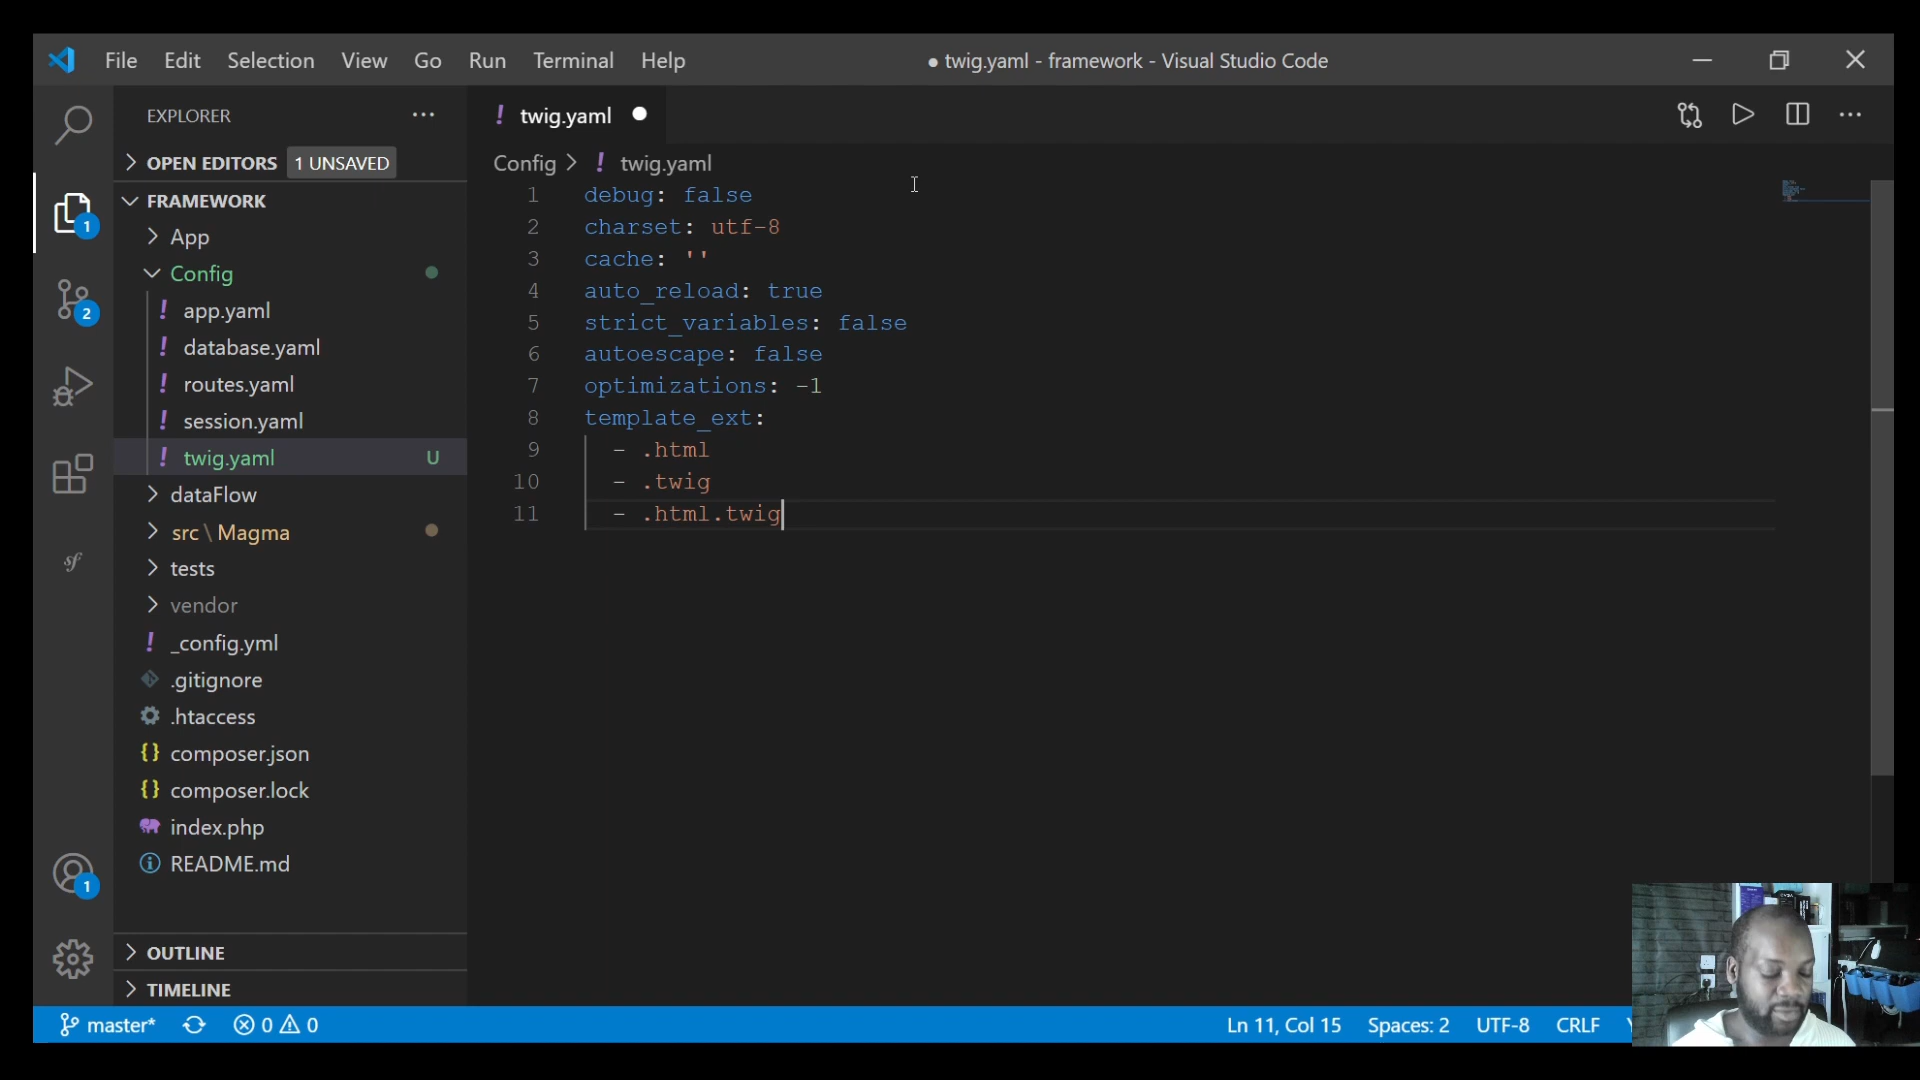 File Edit Selection View Go Run Terminal Help
● twig.yaml - framework - Visual Studio Code
EXPLORER
OPEN EDITORS 1 UNSAVED
FRAMEWORK
App
Config
! app.yaml
! database.yaml
! routes.yaml
! session.yaml
! twig.yaml U
dataFlow
src \ Magma
tests
vendor
! _config.yml
.gitignore
.htaccess
{} composer.json
{} composer.lock
index.php
README.md
OUTLINE
TIMELINE
1
2
sf
1
! twig.yaml ●
Config > ! twig.yaml
1 debug: false
2 charset: utf-8
3 cache: ''
4 auto_reload: true
5 strict_variables: false
6 autoescape: false
7 optimizations: -1
8 template_ext:
9 - .html
10 - .twig
11 - .html.twig
master* 0 0
Ln 11, Col 15 Spaces: 2 UTF-8 CRLF